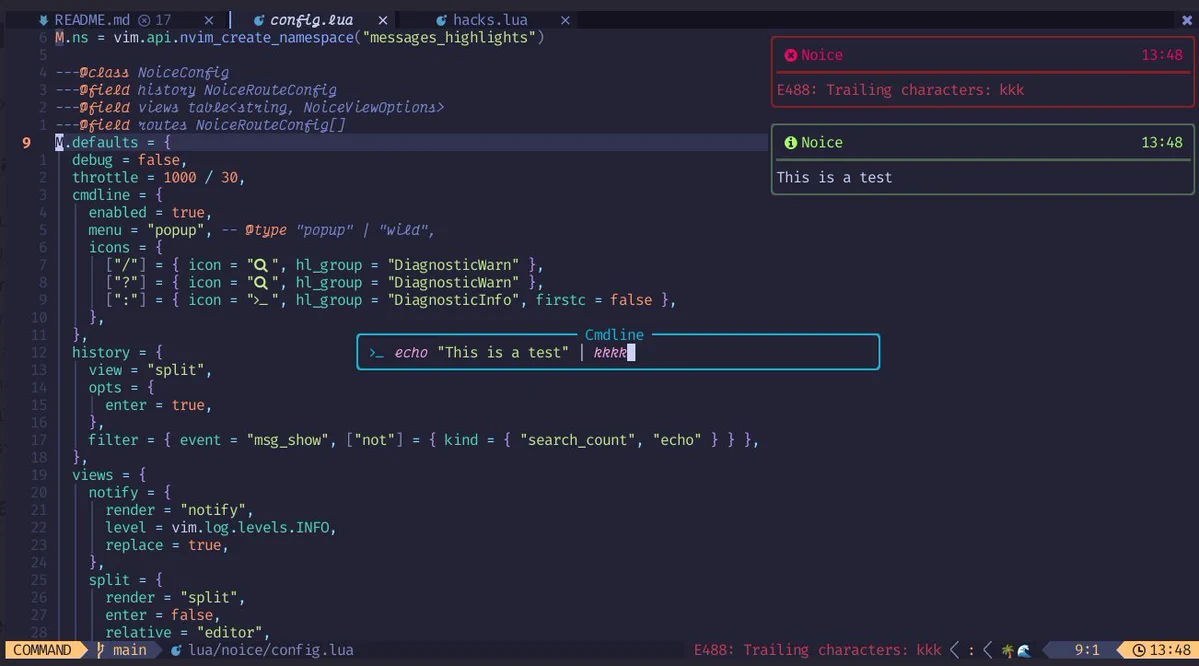 README.md 17 config.lua hacks.lua
6 M.ns = vim.api.nvim_create_namespace("messages_highlights")
5
4 ---@class NoiceConfig
3 ---@field history NoiceRouteConfig
2 ---@field views table<string, NoiceViewOptions>
1 ---@field routes NoiceRouteConfig[]
9 M.defaults = {
1 debug = false,
2 throttle = 1000 / 30,
3 cmdline = {
4 enabled = true,
5 menu = "popup", -- @type "popup" | "wild",
6 icons = {
7 ["/"] = { icon = " ", hl_group = "DiagnosticWarn" },
8 ["?"] = { icon = " ", hl_group = "DiagnosticWarn" },
9 [":"] = { icon = ">_", hl_group = "DiagnosticInfo", firstc = false },
10 },
11 },
12 history = {
13 view = "split",
14 opts = {
15 enter = true,
16 },
17 filter = { event = "msg_show", ["not"] = { kind = { "search_count", "echo" } } },
18 },
19 views = {
20 notify = {
21 render = "notify",
22 level = vim.log.levels.INFO,
23 replace = true,
24 },
25 split = {
26 render = "split",
27 enter = false,
28 relative = "editor",
Noice 13:48
E488: Trailing characters: kkk
Noice 13:48
This is a test
Cmdline
>_ echo "This is a test" | kkkk
COMMAND main lua/noice/config.lua E488: Trailing characters: kkk < : < 9:1 13:48